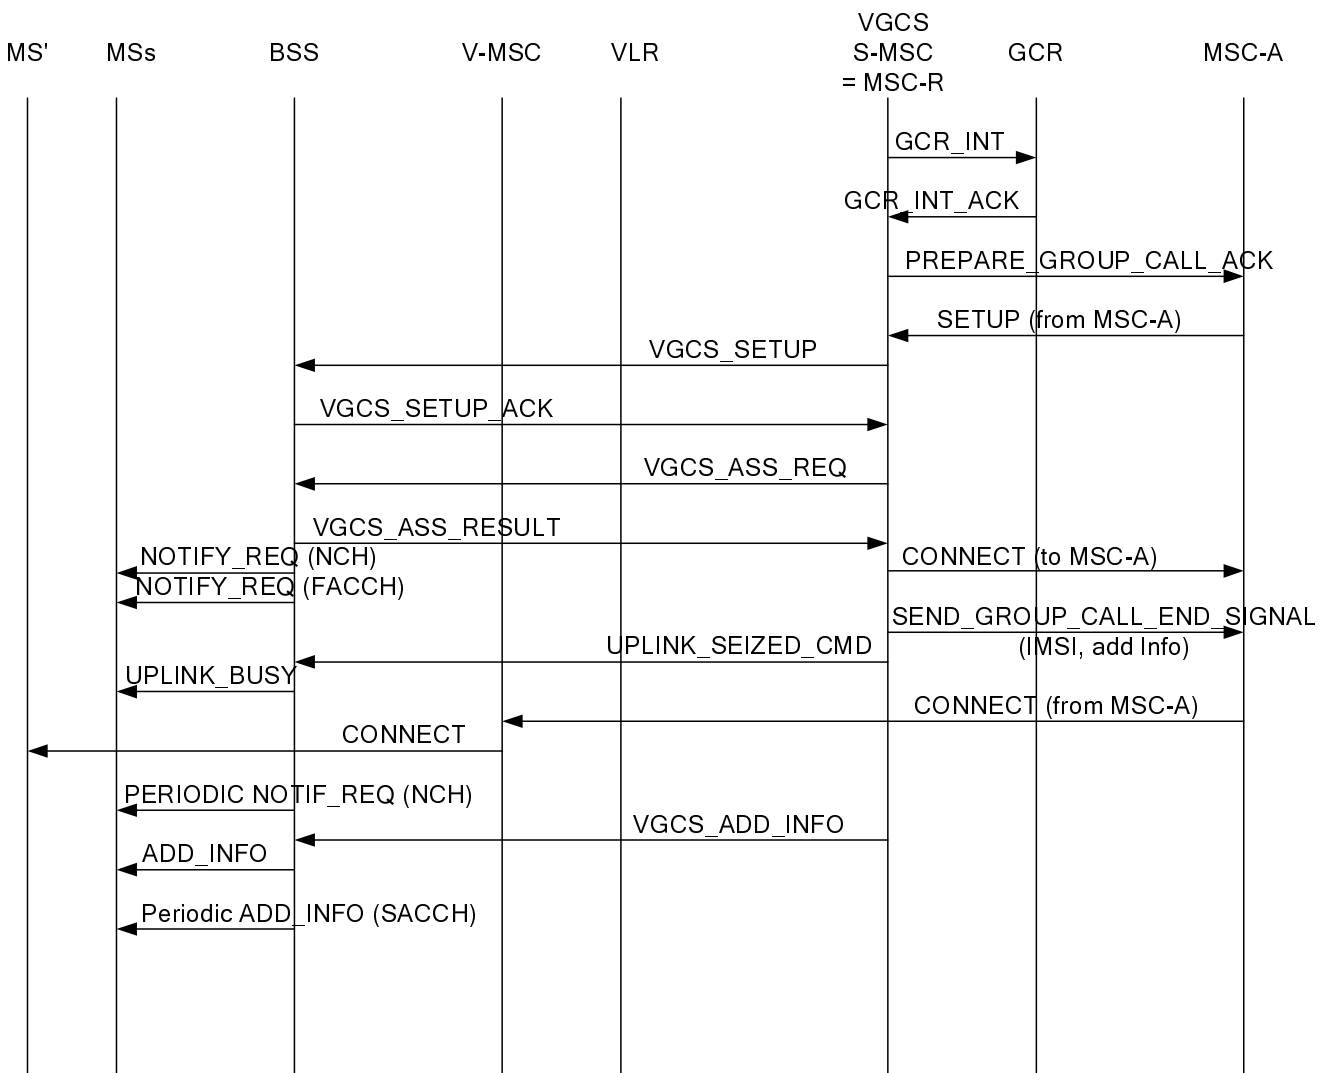 VGCS
MS' MSs BSS V-MSC VLR S-MSC GCR MSC-A
= MSC-R
GCR_INT
GCR_INT_ACK
PREPARE_GROUP_CALL_ACK
SETUP (from MSC-A)
VGCS_SETUP
VGCS_SETUP_ACK
VGCS_ASS_REQ
VGCS_ASS_RESULT
NOTIFY_REQ (NCH)
CONNECT (to MSC-A)
NOTIFY_REQ (FACCH)
SEND_GROUP_CALL_END_SIGNAL
(IMSI, add Info)
UPLINK_SEIZED_CMD
UPLINK_BUSY
CONNECT (from MSC-A)
CONNECT
PERIODIC NOTIF_REQ (NCH)
VGCS_ADD_INFO
ADD_INFO
Periodic ADD_INFO (SACCH)